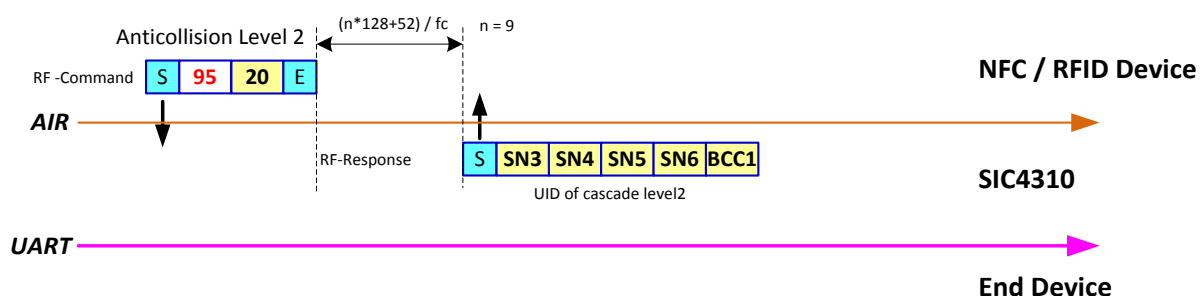 (n*128+52) / fc n = 9
Anticollision Level 2
RF -Command S 95 20 E
NFC / RFID Device
AIR
RF-Response S SN3 SN4 SN5 SN6 BCC1
UID of cascade level2
SIC4310
UART
End Device